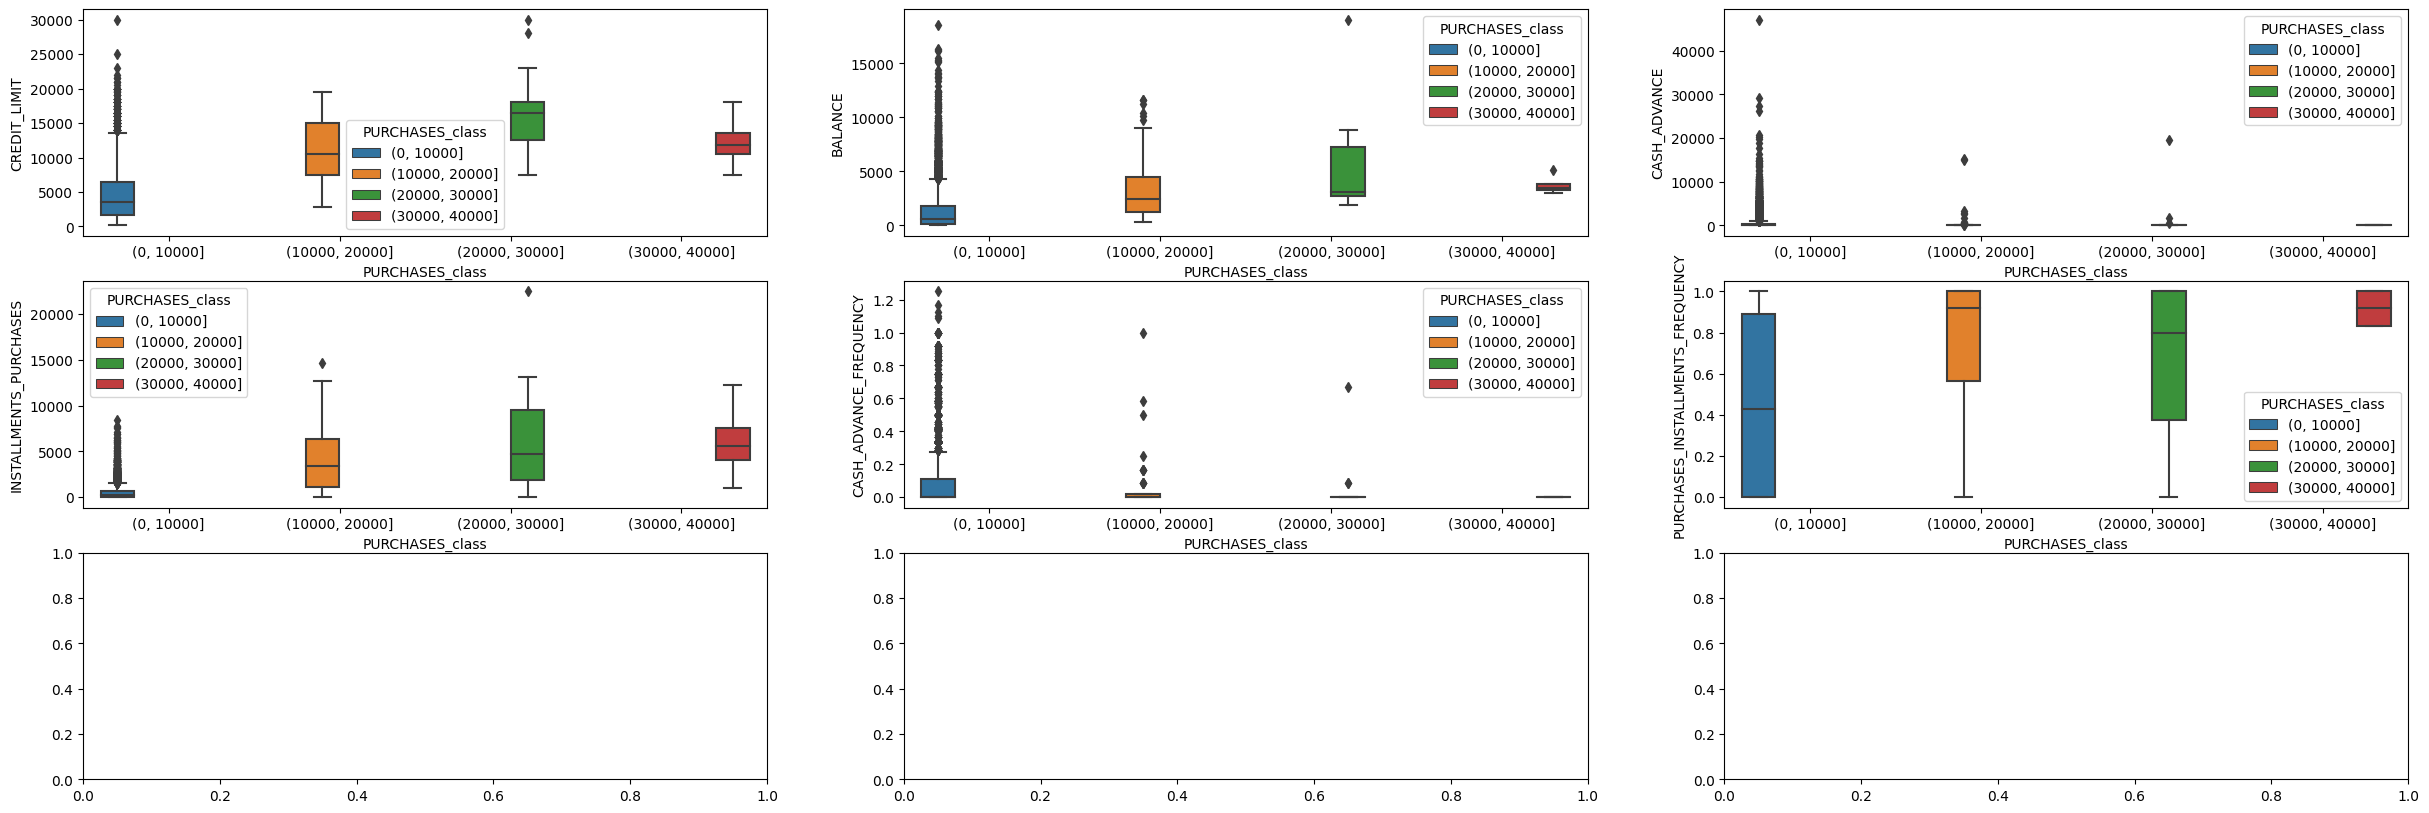 CREDIT_LIMIT
30000
25000
20000
15000
10000
5000
0
PURCHASES_class
(0, 10000]
(10000, 20000]
(20000, 30000]
(30000, 40000]
(0, 10000] (10000, 20000] (20000, 30000] (30000, 40000]
PURCHASES_class
BALANCE
15000
10000
5000
0
PURCHASES_class
(0, 10000]
(10000, 20000]
(20000, 30000]
(30000, 40000]
(0, 10000] (10000, 20000] (20000, 30000] (30000, 40000]
PURCHASES_class
CASH_ADVANCE
40000
30000
20000
10000
0
PURCHASES_class
(0, 10000]
(10000, 20000]
(20000, 30000]
(30000, 40000]
(0, 10000] (10000, 20000] (20000, 30000] (30000, 40000]
PURCHASES_class
INSTALLMENTS_PURCHASES
20000
15000
10000
5000
0
PURCHASES_class
(0, 10000]
(10000, 20000]
(20000, 30000]
(30000, 40000]
(0, 10000] (10000, 20000] (20000, 30000] (30000, 40000]
PURCHASES_class
CASH_ADVANCE_FREQUENCY
1.2
1.0
0.8
0.6
0.4
0.2
0.0
PURCHASES_class
(0, 10000]
(10000, 20000]
(20000, 30000]
(30000, 40000]
(0, 10000] (10000, 20000] (20000, 30000] (30000, 40000]
PURCHASES_class
PURCHASES_INSTALLMENTS_FREQUENCY
1.0
0.8
0.6
0.4
0.2
0.0
PURCHASES_class
(0, 10000]
(10000, 20000]
(20000, 30000]
(30000, 40000]
(0, 10000] (10000, 20000] (20000, 30000] (30000, 40000]
PURCHASES_class
1.0
0.8
0.6
0.4
0.2
0.0
0.0 0.2 0.4 0.6 0.8 1.0
1.0
0.8
0.6
0.4
0.2
0.0
0.0 0.2 0.4 0.6 0.8 1.0
1.0
0.8
0.6
0.4
0.2
0.0
0.0 0.2 0.4 0.6 0.8 1.0